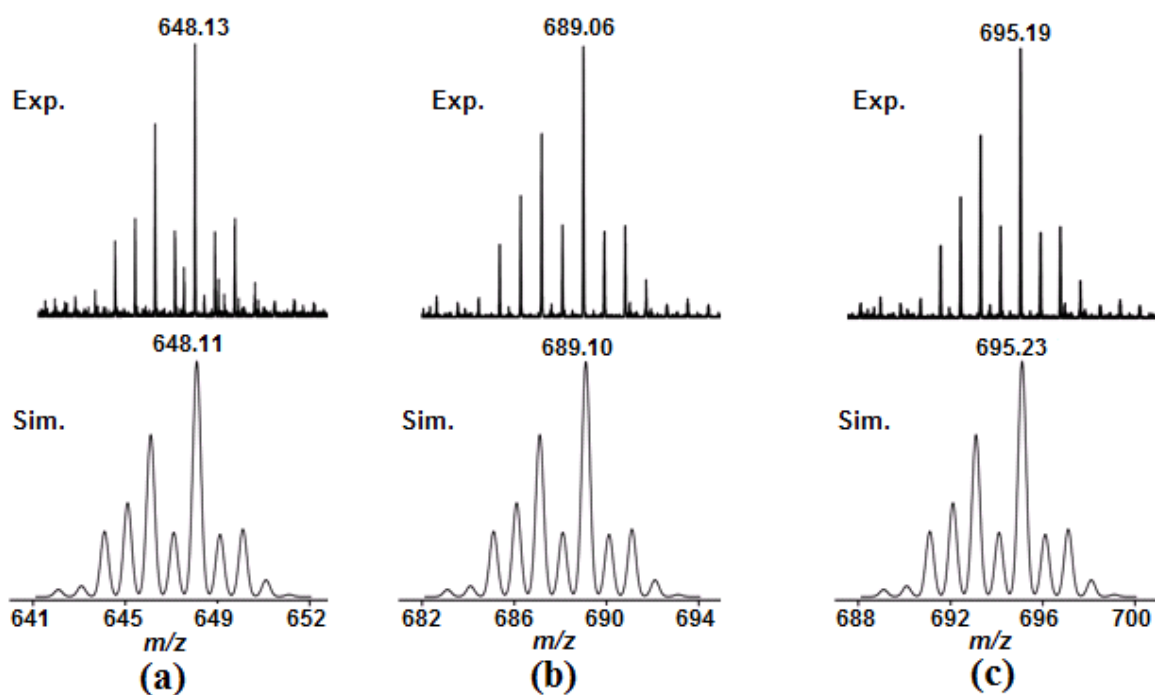 648.13 689.06 695.19
Exp. Exp. Exp.
648.11 689.10 695.23
Sim. Sim. Sim.
641 645 649 652 682 686 690 694 688 692 696 700
m/z m/z m/z
(a) (b) (c)